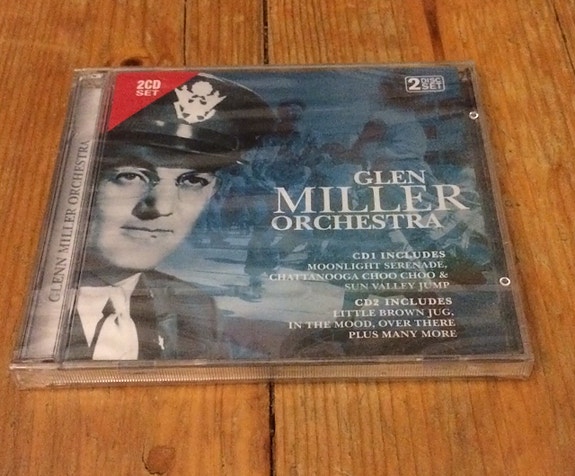 2CD
SET
2 DISC
SET
GLENN MILLER ORCHESTRA
GLEN
MILLER
ORCHESTRA
CD1 INCLUDES
MOONLIGHT SERENADE,
CHATTANOOGA CHOO CHOO &
SUN VALLEY JUMP
CD2 INCLUDES
LITTLE BROWN JUG,
IN THE MOOD, OVER THERE
PLUS MANY MORE